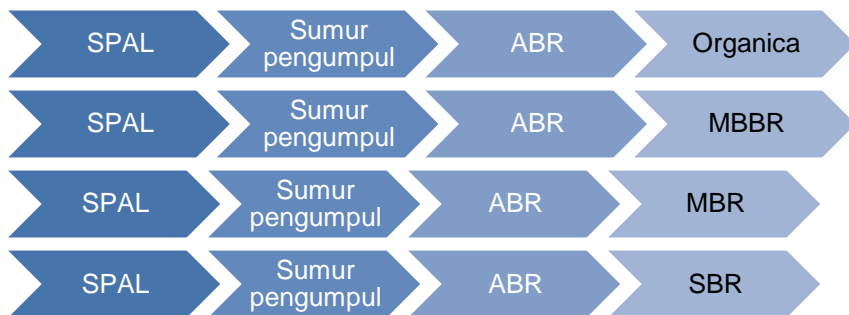 SPAL
Sumur
pengumpul
ABR
Organica
SPAL
Sumur
pengumpul
ABR
MBBR
SPAL
Sumur
pengumpul
ABR
MBR
SPAL
Sumur
pengumpul
ABR
SBR